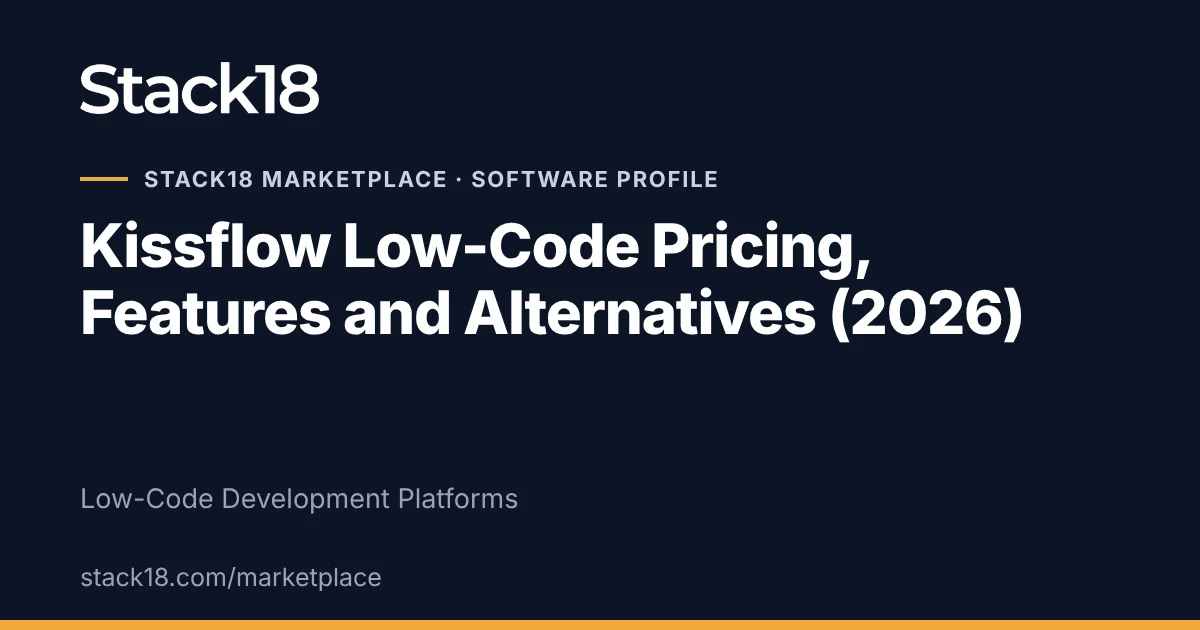 Stack18
STACK18 MARKETPLACE · SOFTWARE PROFILE
Kissflow Low-Code Pricing,
Features and Alternatives (2026)
Low-Code Development Platforms
stack18.com/marketplace